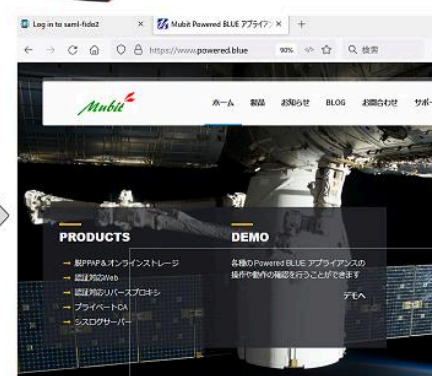 Log in to saml-fido2
Mubit Powered BLUE アプライアン
https://www.powered.blue
90%
検索
Mubit
ホーム 製品 お知らせ BLOG お問合わせ サポー
PRODUCTS
→ 脱PPAP&オンラインストレージ
→ 認証対応Web
→ 認証対応リバースプロキシ
→ プライベートCA
→ シスログサーバー
DEMO
各種のPowered BLUE アプライアンスの
操作や動作の確認を行うことができます
デモへ